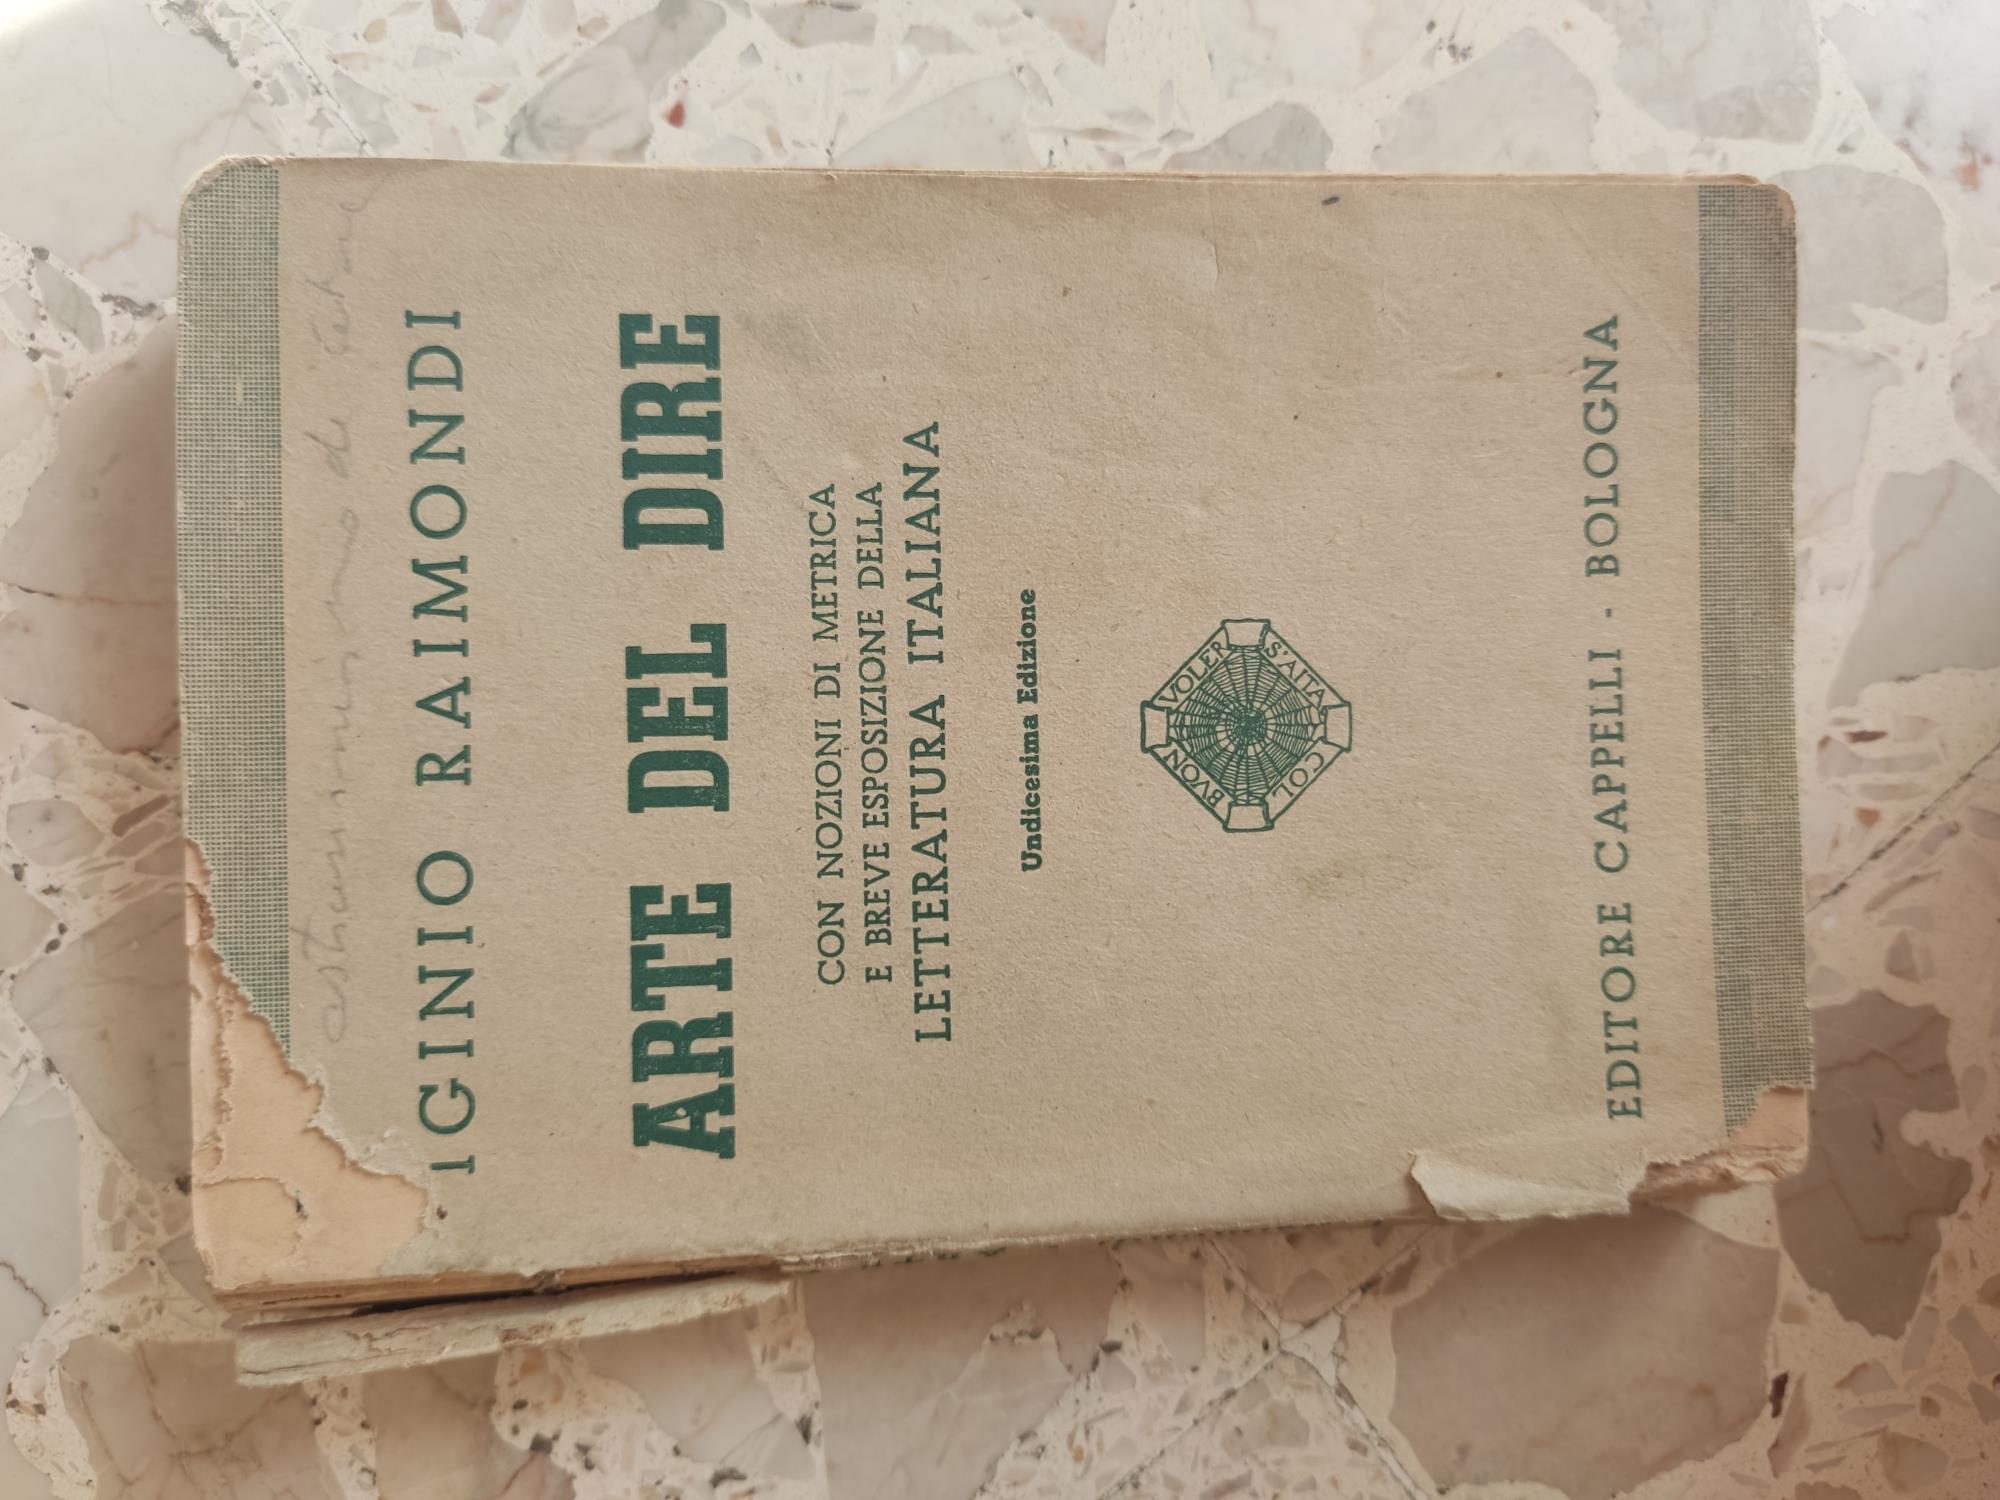 IGINIO RAIMONDI
ARTE DEL DIRE
CON NOZIONI DI METRICA
E BREVE ESPOSIZIONE DELLA
LETTERATURA ITALIANA
Undicesima Edizione
BVON
VOLER
S'AITA
COL
EDITORE CAPPELLI - BOLOGNA